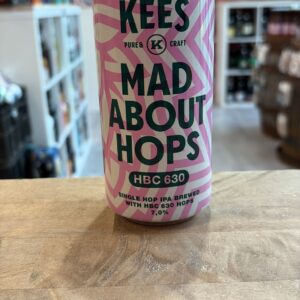 KEES
PURE & K CRAFT
MAD
ABOUT
HOPS
HBC 630
SINGLE HOP IPA BREWED
WITH HBC 630 HOPS
7,0%